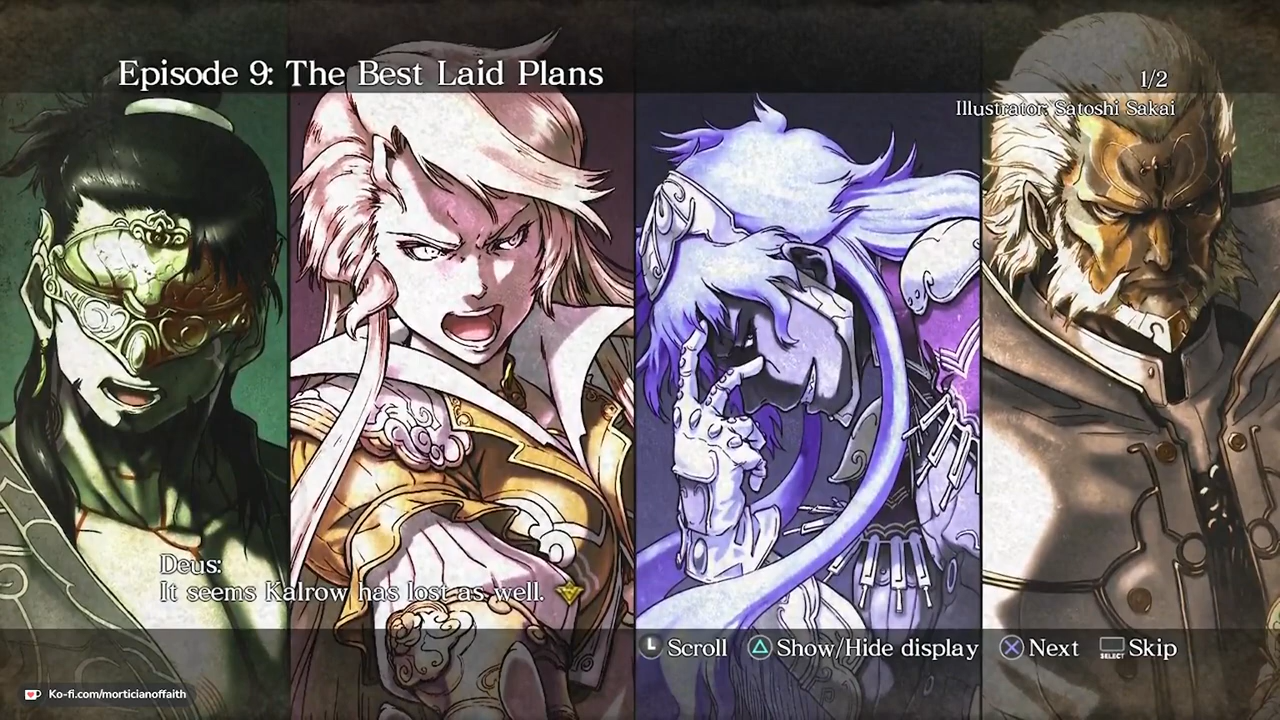 Episode 9: The Best Laid Plans
1/2
Illustrator: Satoshi Sakai
Deus:
It seems Kalrow has lost as well.
L Scroll Show/Hide display Next SELECT Skip
Ko-fi.com/morticianoffaith